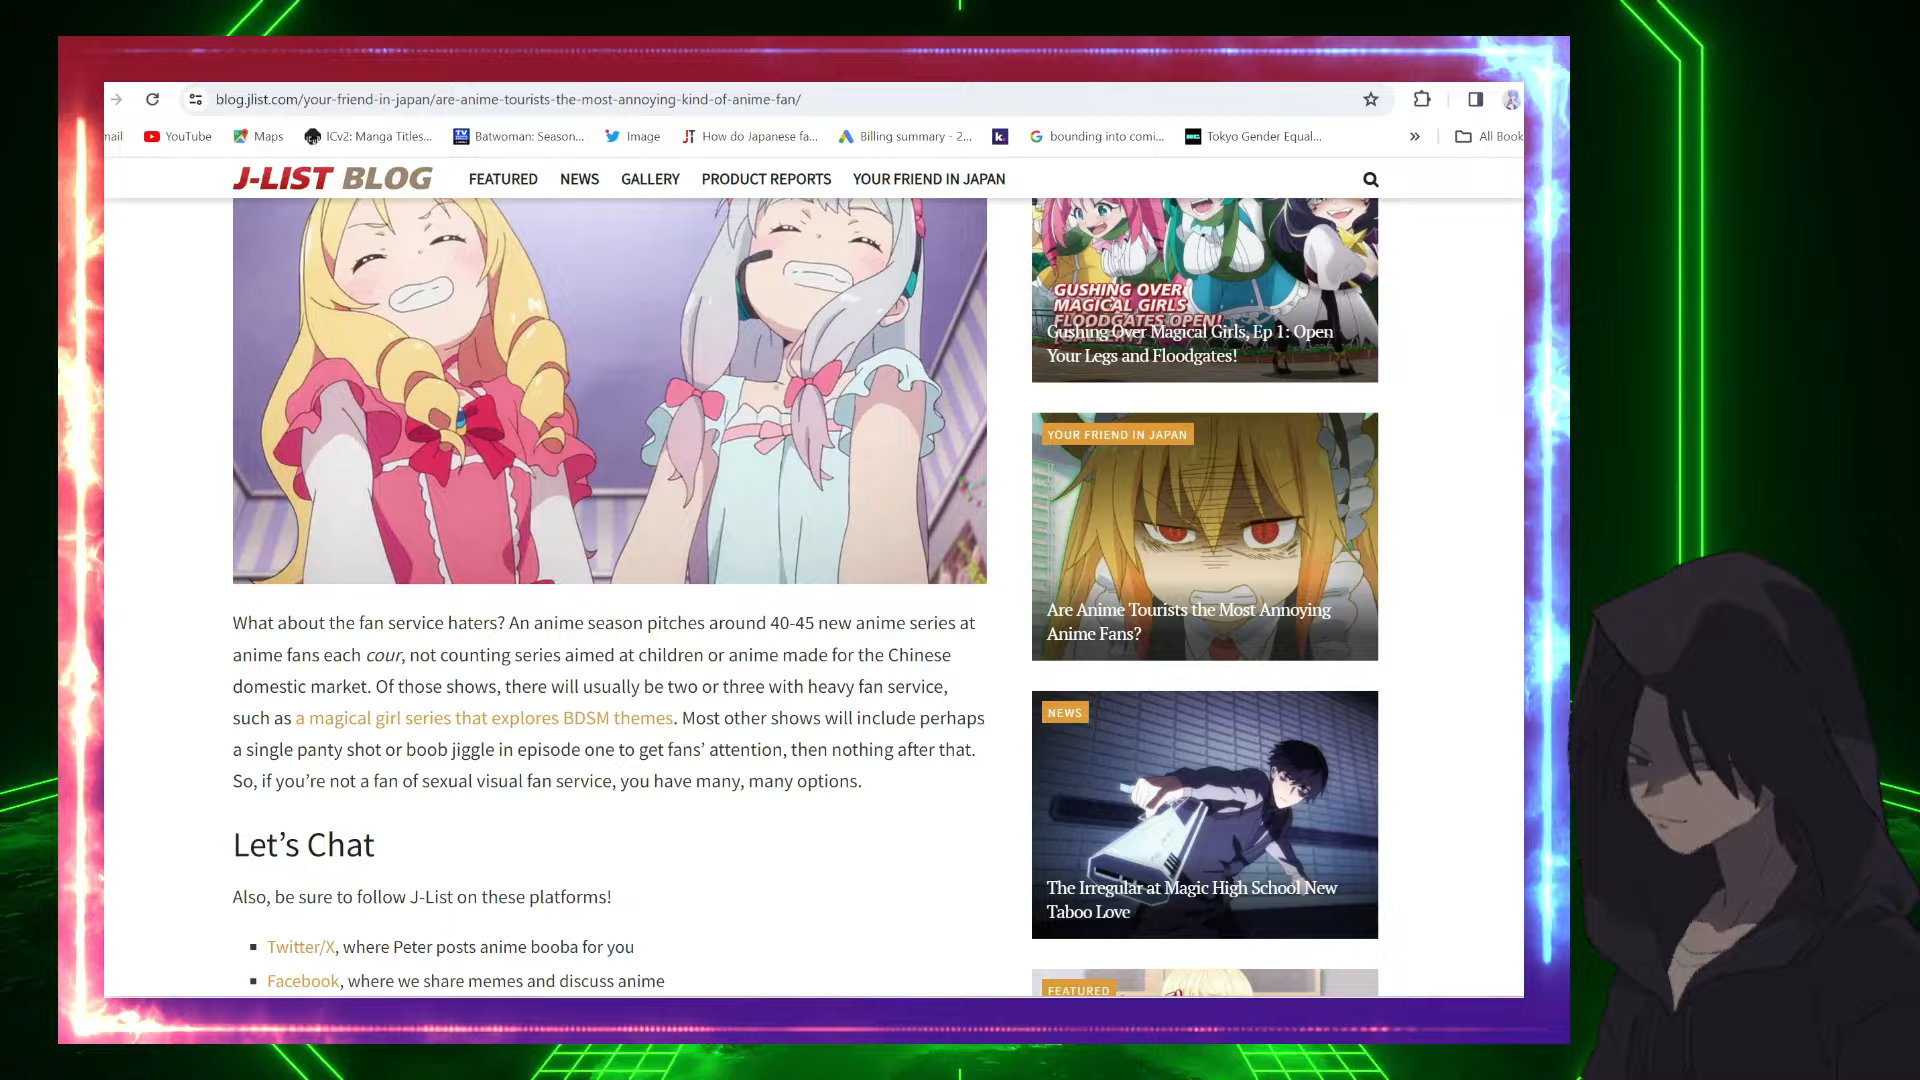 blog.jlist.com/your-friend-in-japan/are-anime-tourists-the-most-annoying-kind-of-anime-fan/
nail
YouTube
Maps
ICv2: Manga Titles...
Batwoman: Season...
Image
How do Japanese fa...
Billing summary - 2...
k.
bounding into comi...
Tokyo Gender Equal...
»
All Book
J-LIST BLOG
FEATURED
NEWS
GALLERY
PRODUCT REPORTS
YOUR FRIEND IN JAPAN
What about the fan service haters? An anime season pitches around 40-45 new anime series at
anime fans each cour, not counting series aimed at children or anime made for the Chinese
domestic market. Of those shows, there will usually be two or three with heavy fan service,
such as a magical girl series that explores BDSM themes. Most other shows will include perhaps
a single panty shot or boob jiggle in episode one to get fans’ attention, then nothing after that.
So, if you’re not a fan of sexual visual fan service, you have many, many options.
Let’s Chat
Also, be sure to follow J-List on these platforms!
▪ Twitter/X, where Peter posts anime booba for you
▪ Facebook, where we share memes and discuss anime
GUSHING OVER
MAGICAL GIRLS
FLOODGATES OPEN!
Gushing Over Magical Girls, Ep 1: Open
Your Legs and Floodgates!
YOUR FRIEND IN JAPAN
Are Anime Tourists the Most Annoying
Anime Fans?
NEWS
The Irregular at Magic High School New
Taboo Love
FEATURED